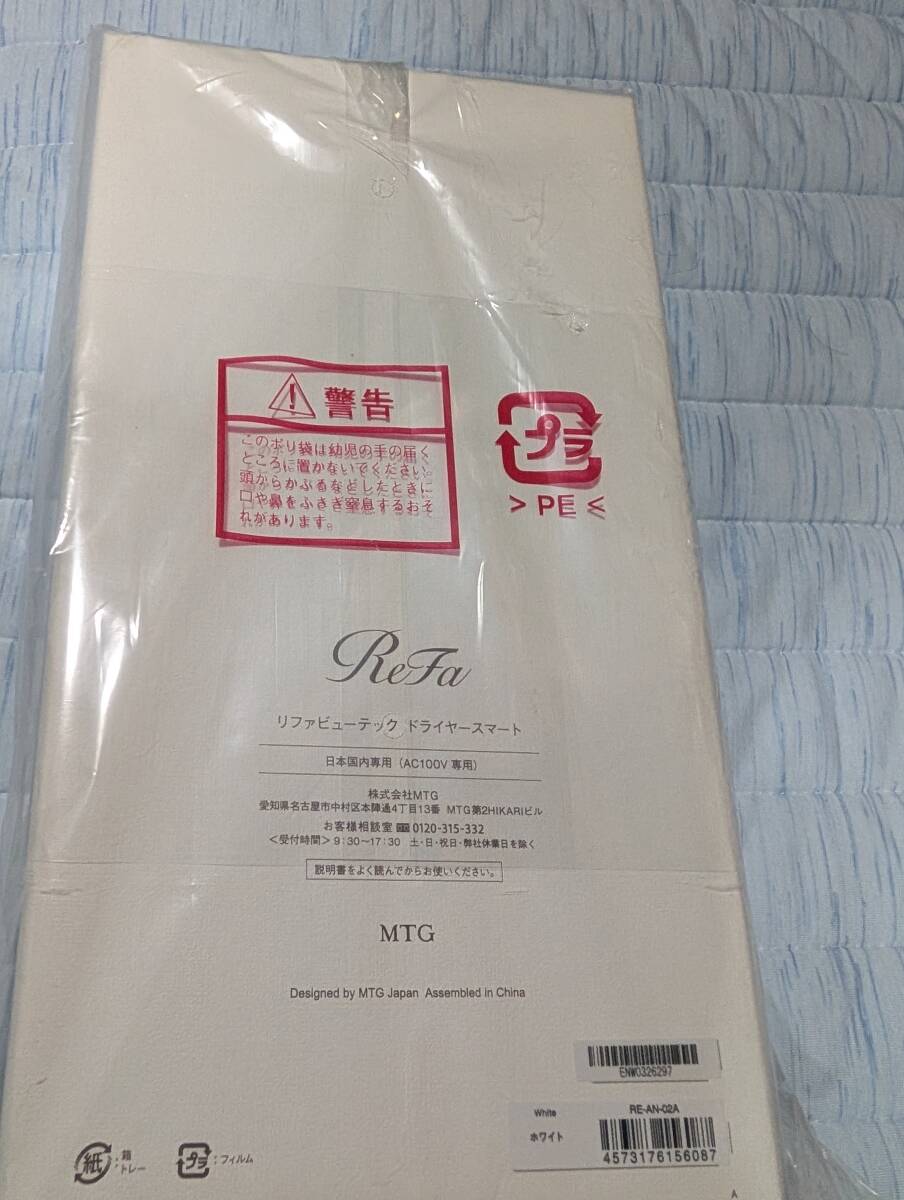 警告
このポリ袋は幼児の手の届く
ところに置かないでください。
頭からかぶるなどしたときに
口や鼻をふさぎ窒息するおそ
れがあります。
プラ
>PE<
ReFa
リファビューテック ドライヤースマート
日本国内専用（AC100V 専用）
株式会社MTG
愛知県名古屋市中村区本陣通4丁目13番 MTG第2HIKARIビル
お客様相談室 0120-315-332
＜受付時間＞9:30〜17:30 土・日・祝日・弊社休業日を除く
説明書をよく読んでからお使いください。
MTG
Designed by MTG Japan Assembled in China
ENW0326297
White RE-AN-02A
ホワイト
4573176156087
紙 : 箱
トレー
プラ : フィルム
A